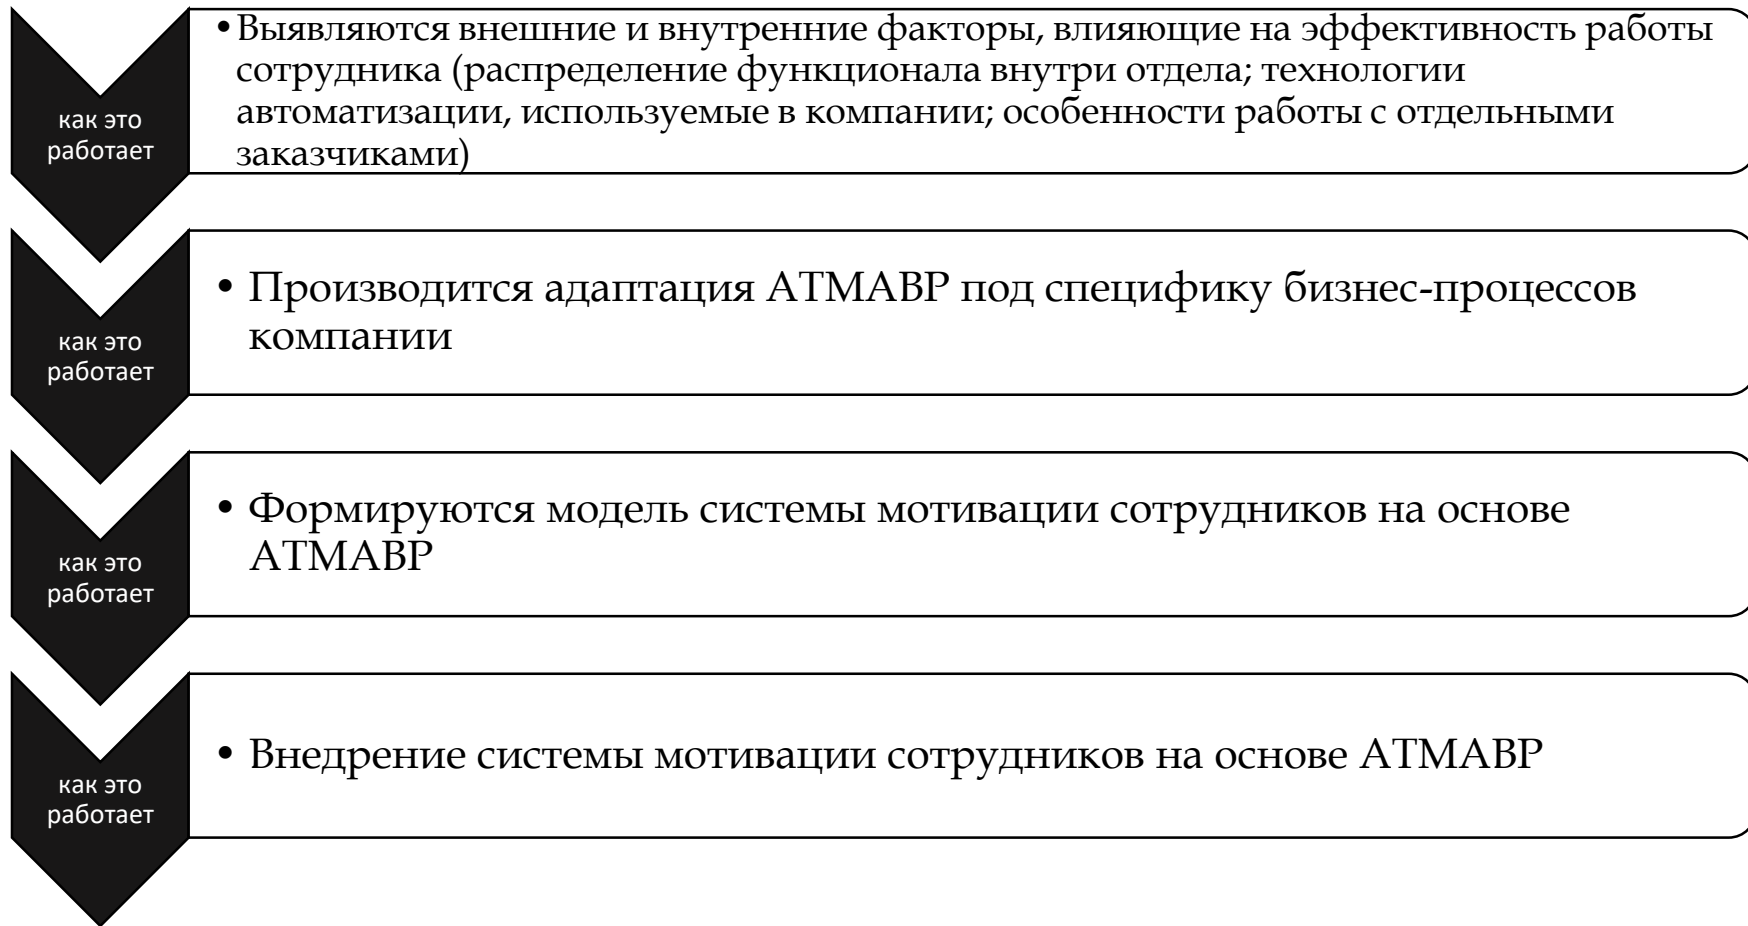 как это
работает
•Выявляются внешние и внутренние факторы, влияющие на эффективность работы
сотрудника (распределение функционала внутри отдела; технологии
автоматизации, используемые в компании; особенности работы с отдельными
заказчиками)
как это
работает
• Производится адаптация АТМАВР под специфику бизнес-процессов
компании
как это
работает
• Формируются модель системы мотивации сотрудников на основе
АТМАВР
как это
работает
• Внедрение системы мотивации сотрудников на основе АТМАВР